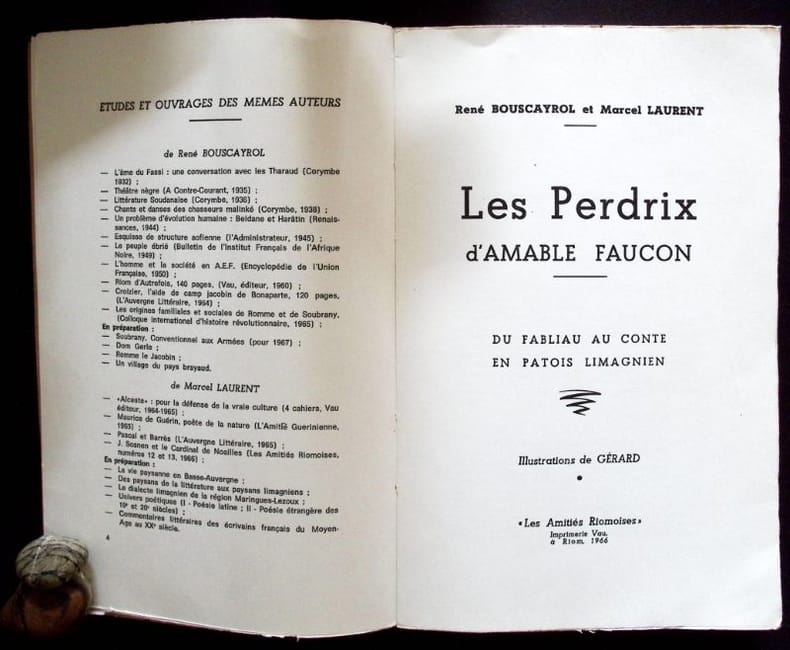 ETUDES ET OUVRAGES DES MEMES AUTEURS
de René BOUSCAYROL
— L'âme du Fassi : une conversation avec les Tharaud (Corymbe
1932) ;
— Théâtre nègre (A Contre-Courant, 1935) ;
— Littérature Soudanaise (Corymbe, 1936) ;
— Chants et danses des chasseurs malinké (Corymbe, 1938) ;
— Un problème d'évolution humaine : Beidane et Harâtin (Renais-
sances, 1944) ;
— Esquisse de structure aofienne (l'Administrateur, 1945) ;
— Le peuple ébrié (Bulletin de l'Institut Français de l'Afrique
Noire, 1949) ;
— L'homme et la société en A.E.F. (Encyclopédie de l'Union
Française, 1950) ;
— Riom d'Autrefois, 140 pages, (Vau, éditeur, 1960) ;
— Croizier, l'aide de camp jacobin de Bonaparte, 120 pages,
(L'Auvergne Littéraire, 1964) ;
— Les origines familiales et sociales de Romme et de Soubrany,
(Colloque international d'histoire révolutionnaire, 1965) ;
En préparation :
— Soubrany, Conventionnel aux Armées (pour 1967) ;
— Dom Gerle ;
— Romme le Jacobin ;
— Un village du pays brayaud.
de Marcel LAURENT
— «Alceste» : pour la défense de la vraie culture (4 cahiers, Vau
éditeur, 1964-1965) ;
— Maurice de Guérin, poète de la nature (L'Amitié Guerinienne,
1965) ;
— Pascal et Barrès (L'Auvergne Littéraire, 1965) ;
— J. Soanen et le Cardinal de Noailles (Les Amitiés Riomoises,
numéros 12 et 13, 1966) ;
En préparation :
— La vie paysanne en Basse-Auvergne ;
— Des paysans de la littérature aux paysans limagniens ;
— Le dialecte limagnien de la région Maringues-Lezoux ;
— Univers poétiques (I - Poésie latine ; II - Poésie étrangère des
19e et 20e siècles) ;
— Commentaires littéraires des écrivains français du Moyen-
Age au XXe siècle.
4
René BOUSCAYROL et Marcel LAURENT
Les Perdrix
d'AMABLE FAUCON
DU FABLIAU AU CONTE
EN PATOIS LIMAGNIEN
Illustrations de GÉRARD
«Les Amitiés Riomoises»
Imprimerie Vau,
à Riom, 1966